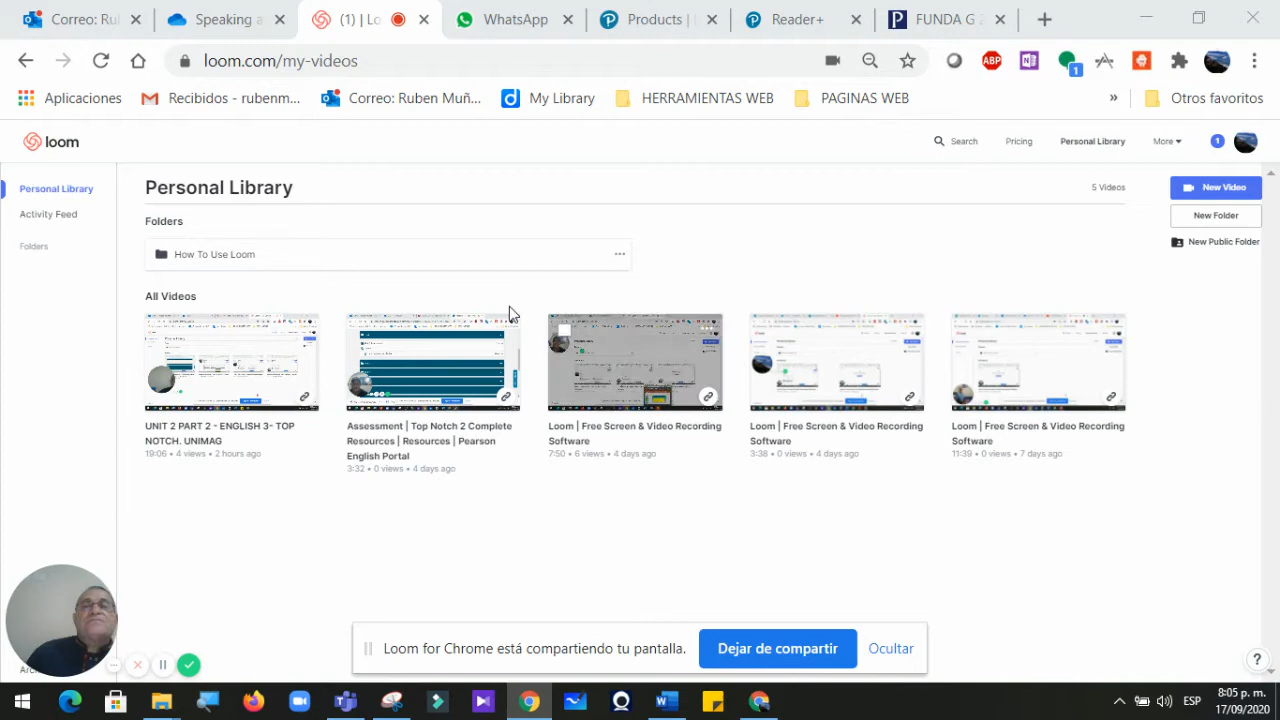 Correo: Rul
Speaking a
(1) | Lo
WhatsApp
Products |
Reader+
FUNDA G
loom.com/my-videos
ABP
1
Aplicaciones
Recibidos - rubenm...
Correo: Ruben Muñ...
My Library
HERRAMIENTAS WEB
PAGINAS WEB
»
Otros favoritos
loom
Search
Pricing
Personal Library
More
1
Personal Library
Activity Feed
Folders
Personal Library
5 Videos
New Video
New Folder
New Public Folder
Folders
How To Use Loom
All Videos
UNIT 2 PART 2 - ENGLISH 3- TOP
NOTCH. UNIMAG
19:06 • 4 views • 2 hours ago
Assessment | Top Notch 2 Complete
Resources | Resources | Pearson
English Portal
3:32 • 0 views • 4 days ago
Loom | Free Screen & Video Recording
Software
7:50 • 6 views • 4 days ago
Loom | Free Screen & Video Recording
Software
3:38 • 0 views • 4 days ago
Loom | Free Screen & Video Recording
Software
11:39 • 0 views • 7 days ago
Loom for Chrome está compartiendo tu pantalla.
Dejar de compartir
Ocultar
?
ESP
8:05 p. m.
17/09/2020